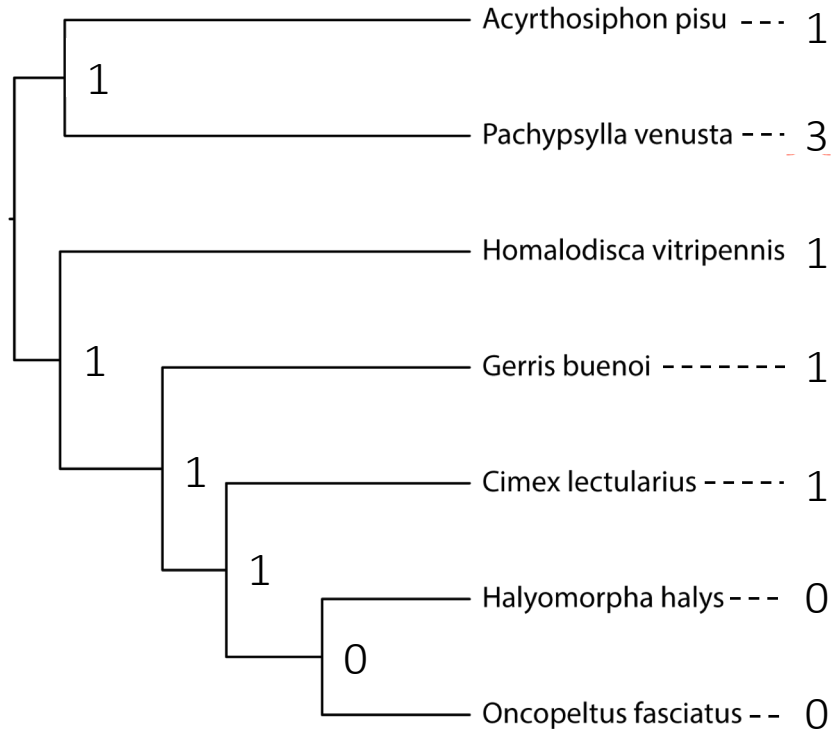 Acyrthosiphon pisu --- 1
1
Pachypsylla venusta --- 3
Homalodisca vitripennis 1
1
Gerris buenoi ------- 1
1
Cimex lectularius ----- 1
1
Halyomorpha halys --- 0
0
Oncopeltus fasciatus -- 0